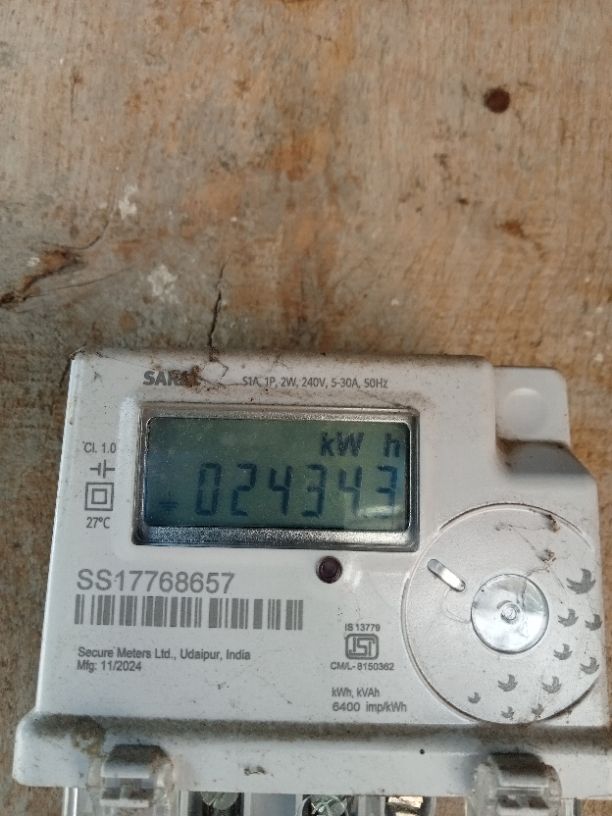 S1A, 1P, 2W, 240V, 5-30A, 50Hz
kW h
024343
Cl. 1.0
27°C
SS17768657
Secure Meters Ltd., Udaipur, India
Mfg: 11/2024
IS 13779
ISI
CM/L- 8150362
kWh, kVAh
6400 imp/kWh